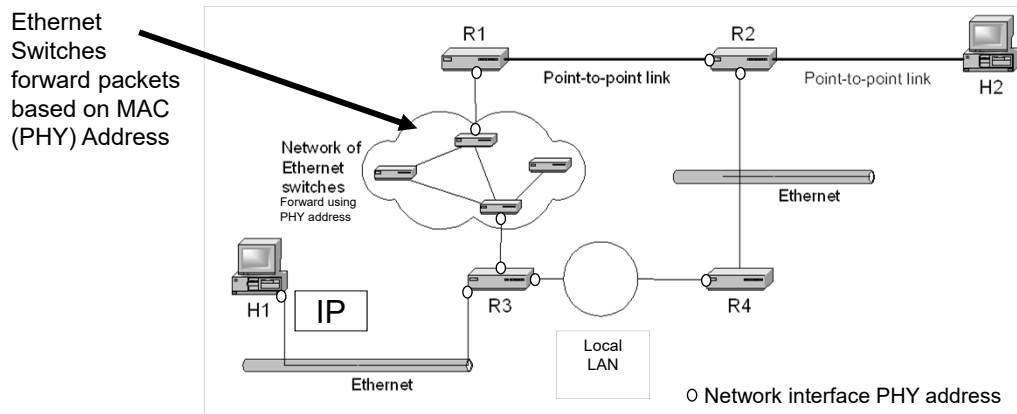 Ethernet
Switches
forward packets
based on MAC
(PHY) Address
R1
R2
Point-to-point link
Point-to-point link
H2
Network of
Ethernet
switches
Forward using
PHY address
Ethernet
H1
IP
R3
R4
Local
LAN
Ethernet
Network interface PHY address